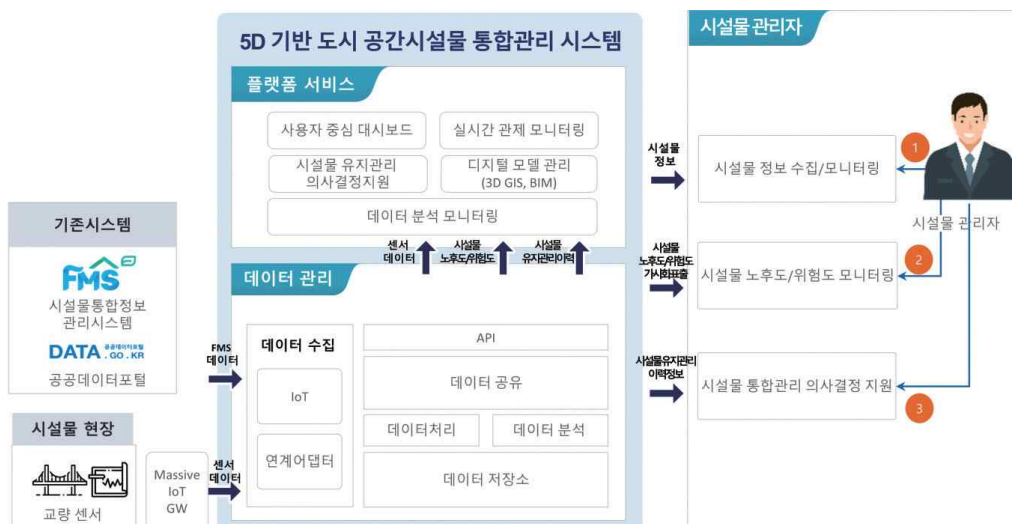 5D 기반 도시 공간시설물 통합관리 시스템
플랫폼 서비스
사용자 중심 대시보드
실시간 관제 모니터링
시설물 유지관리
의사결정지원
디지털 모델 관리
(3D GIS, BIM)
데이터 분석 모니터링
센서
데이터
시설물
노후도/위험도
시설물
유지관리이력
데이터 관리
데이터 수집
IoT
연계어댑터
API
데이터 공유
데이터처리
데이터 분석
데이터 저장소
기존시스템
FMS
시설물통합정보
관리시스템
DATA 공공데이터포털
.GO.KR
공공데이터포털
시설물 현장
교량 센서
Massive
IoT
GW
FMS
데이터
센서
데이터
시설물
정보
시설물
노후도/위험도
가시화표출
시설물유지관리
이력정보
시설물 관리자
시설물 정보 수집/모니터링
1
시설물 관리자
시설물 노후도/위험도 모니터링
2
시설물 통합관리 의사결정 지원
3